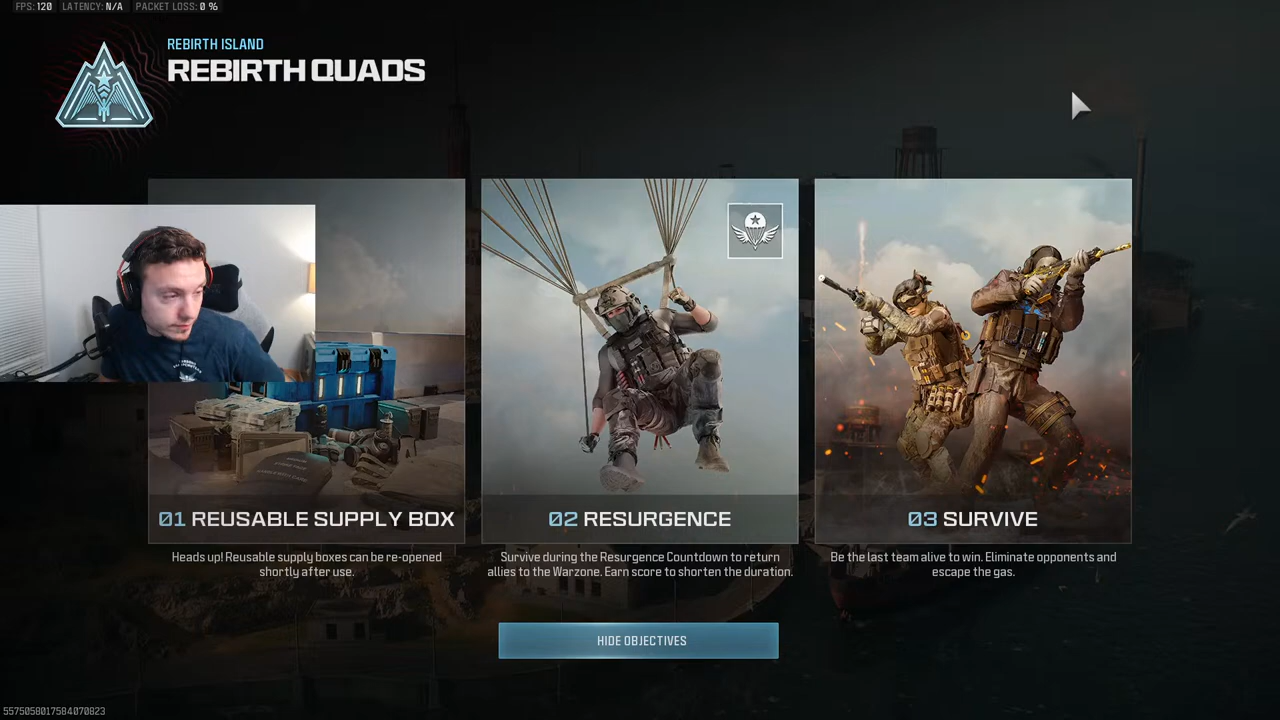 FPS: 120 LATENCY: N/A PACKET LOSS: 0 %
REBIRTH ISLAND
REBIRTH QUADS
01 REUSABLE SUPPLY BOX
Heads up! Reusable supply boxes can be re-opened
shortly after use.
02 RESURGENCE
Survive during the Resurgence Countdown to return
allies to the Warzone. Earn score to shorten the duration.
03 SURVIVE
Be the last team alive to win. Eliminate opponents and
escape the gas.
HIDE OBJECTIVES
5575058017584070823